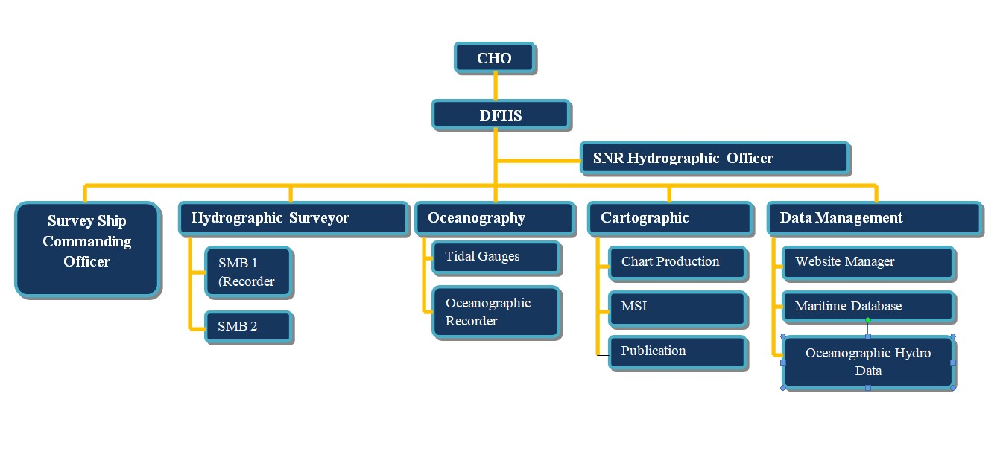 CHO
DFHS
SNR Hydrographic Officer
Survey Ship
Commanding
Officer
Hydrographic Surveyor
SMB 1
(Recorder
SMB 2
Oceanography
Tidal Gauges
Oceanographic
Recorder
Cartographic
Chart Production
MSI
Publication
Data Management
Website Manager
Maritime Database
Oceanographic Hydro
Data